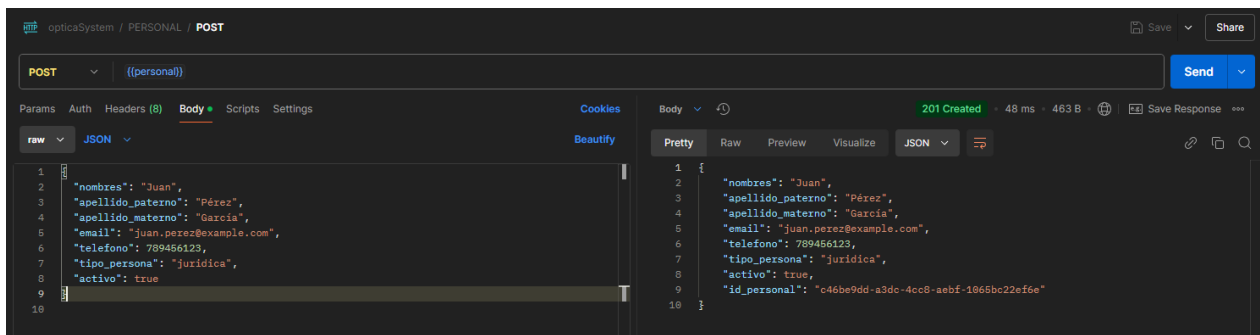 HTTP opticaSystem / PERSONAL / POST Save Share
POST {{personal}} Send
Params Auth Headers (8) Body Scripts Settings Cookies
raw JSON Beautify
1 {
2 "nombres": "Juan",
3 "apellido_paterno": "Pérez",
4 "apellido_materno": "García",
5 "email": "juan.perez@example.com",
6 "telefono": 789456123,
7 "tipo_persona": "juridica",
8 "activo": true
9 }
10
Body 201 Created 48 ms 463 B e.g. Save Response
Pretty Raw Preview Visualize JSON
1 {
2 "nombres": "Juan",
3 "apellido_paterno": "Pérez",
4 "apellido_materno": "García",
5 "email": "juan.perez@example.com",
6 "telefono": 789456123,
7 "tipo_persona": "juridica",
8 "activo": true,
9 "id_personal": "c46be9dd-a3dc-4cc8-aebf-1065bc22ef6e"
10 }